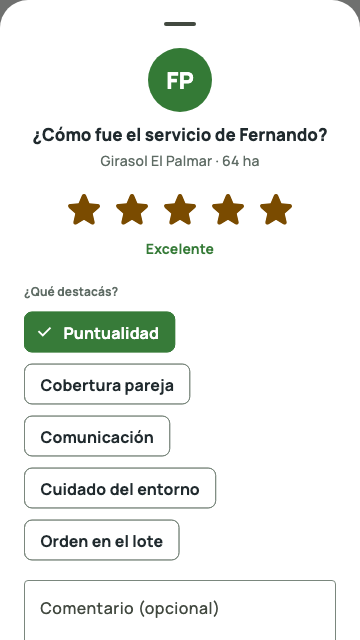 FP
¿Cómo fue el servicio de Fernando?
Girasol El Palmar · 64 ha
Excelente
¿Qué destacás?
Puntualidad
Cobertura pareja
Comunicación
Cuidado del entorno
Orden en el lote
Comentario (opcional)